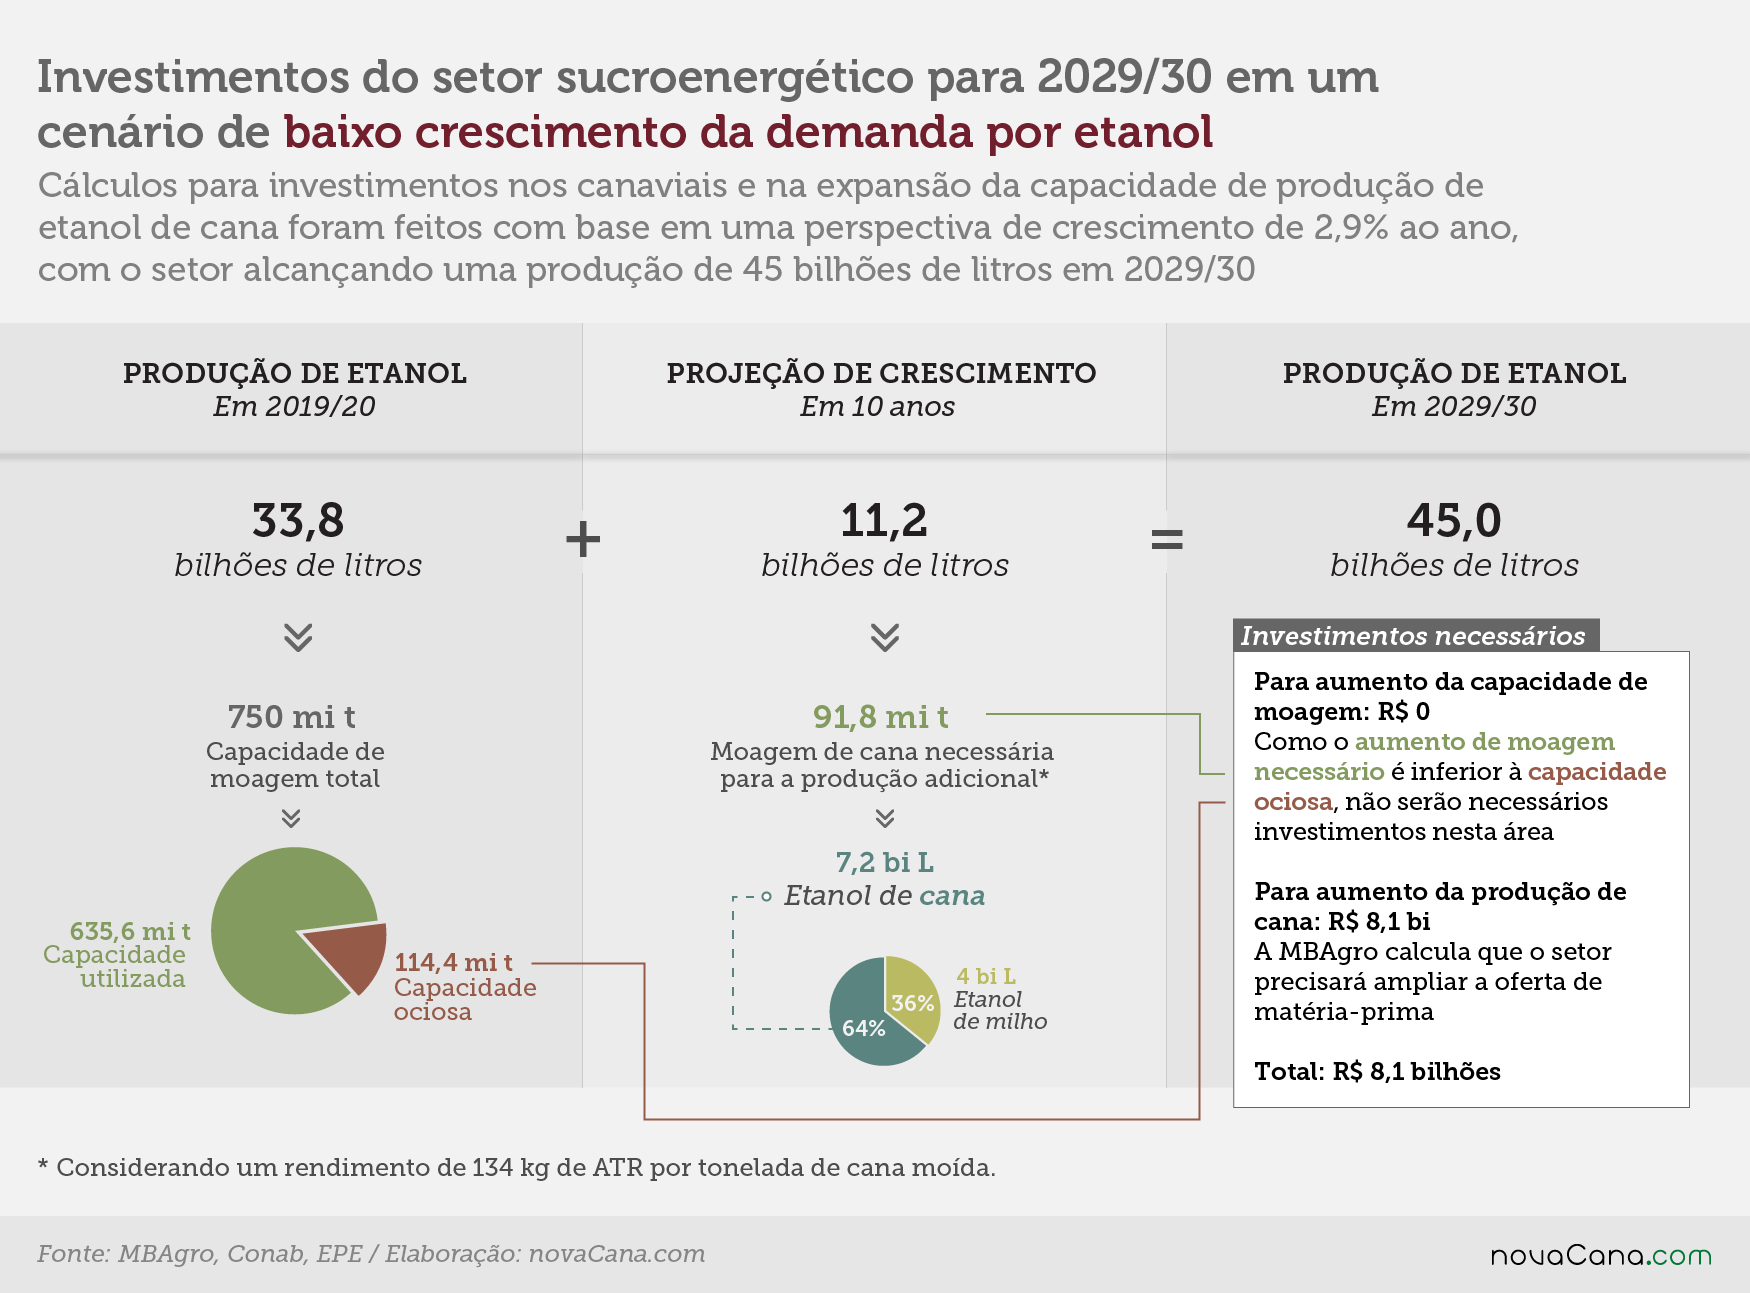 Investimentos do setor sucroenergético para 2029/30 em um
cenário de baixo crescimento da demanda por etanol
Cálculos para investimentos nos canaviais e na expansão da capacidade de produção de
etanol de cana foram feitos com base em uma perspectiva de crescimento de 2,9% ao ano,
com o setor alcançando uma produção de 45 bilhões de litros em 2029/30
PRODUÇÃO DE ETANOL
Em 2019/20
33,8
bilhões de litros
750 mi t
Capacidade de
moagem total
635,6 mi t
Capacidade
utilizada
114,4 mi t
Capacidade
ociosa
+
PROJEÇÃO DE CRESCIMENTO
Em 10 anos
11,2
bilhões de litros
91,8 mi t
Moagem de cana necessária
para a produção adicional*
7,2 bi L
Etanol de cana
64%
36%
4 bi L
Etanol
de milho
=
PRODUÇÃO DE ETANOL
Em 2029/30
45,0
bilhões de litros
Investimentos necessários
Para aumento da capacidade de
moagem: R$ 0
Como o aumento de moagem
necessário é inferior à capacidade
ociosa, não serão necessários
investimentos nesta área
Para aumento da produção de
cana: R$ 8,1 bi
A MBAgro calcula que o setor
precisará ampliar a oferta de
matéria-prima
Total: R$ 8,1 bilhões
* Considerando um rendimento de 134 kg de ATR por tonelada de cana moída.
Fonte: MBAgro, Conab, EPE / Elaboração: novaCana.com
novaCana.com